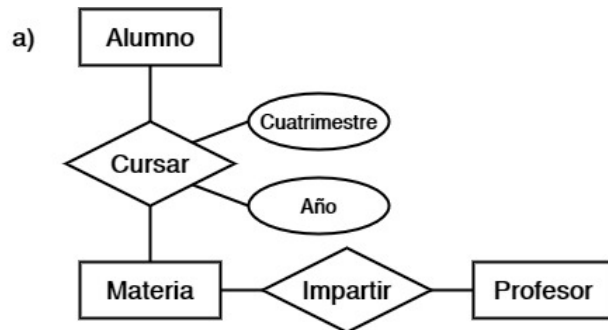 a)
Alumno
Cuatrimestre
Cursar
Año
Materia
Impartir
Profesor